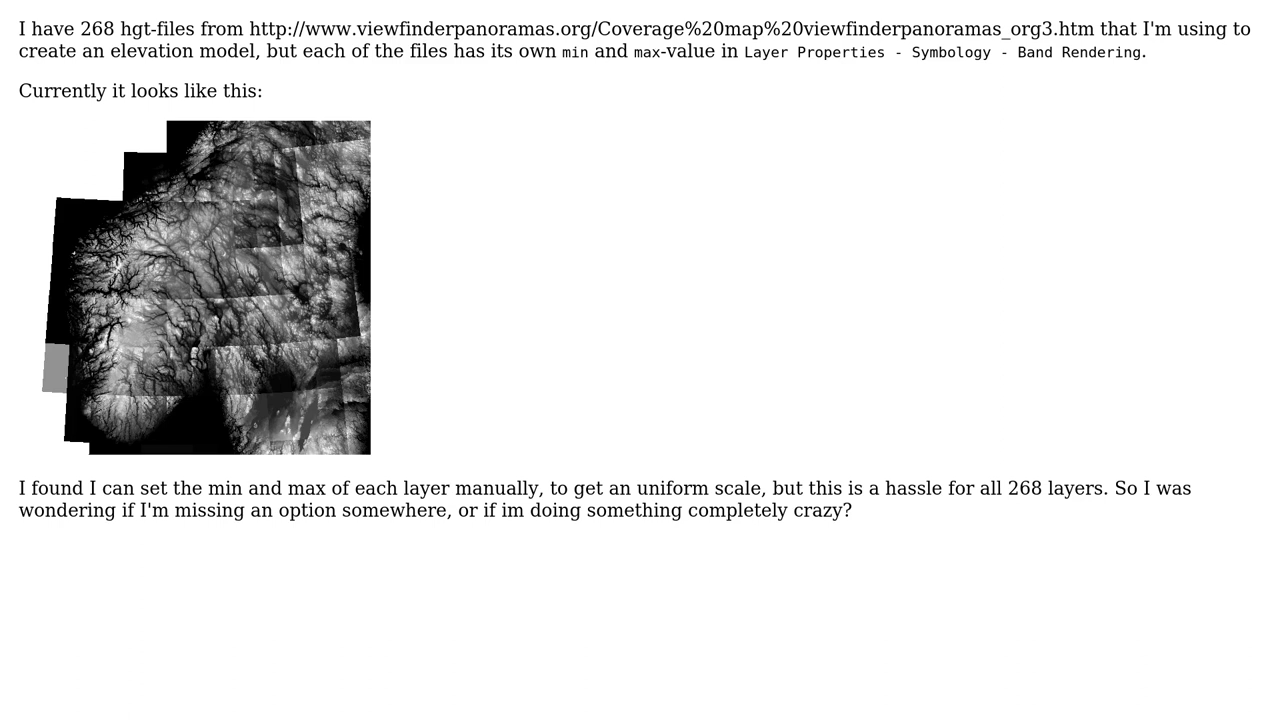 I have 268 hgt-files from http://www.viewfinderpanoramas.org/Coverage%20map%20viewfinderpanoramas_org3.htm that I'm using to
create an elevation model, but each of the files has its own min and max-value in Layer Properties - Symbology - Band Rendering.
Currently it looks like this:
I found I can set the min and max of each layer manually, to get an uniform scale, but this is a hassle for all 268 layers. So I was
wondering if I'm missing an option somewhere, or if im doing something completely crazy?